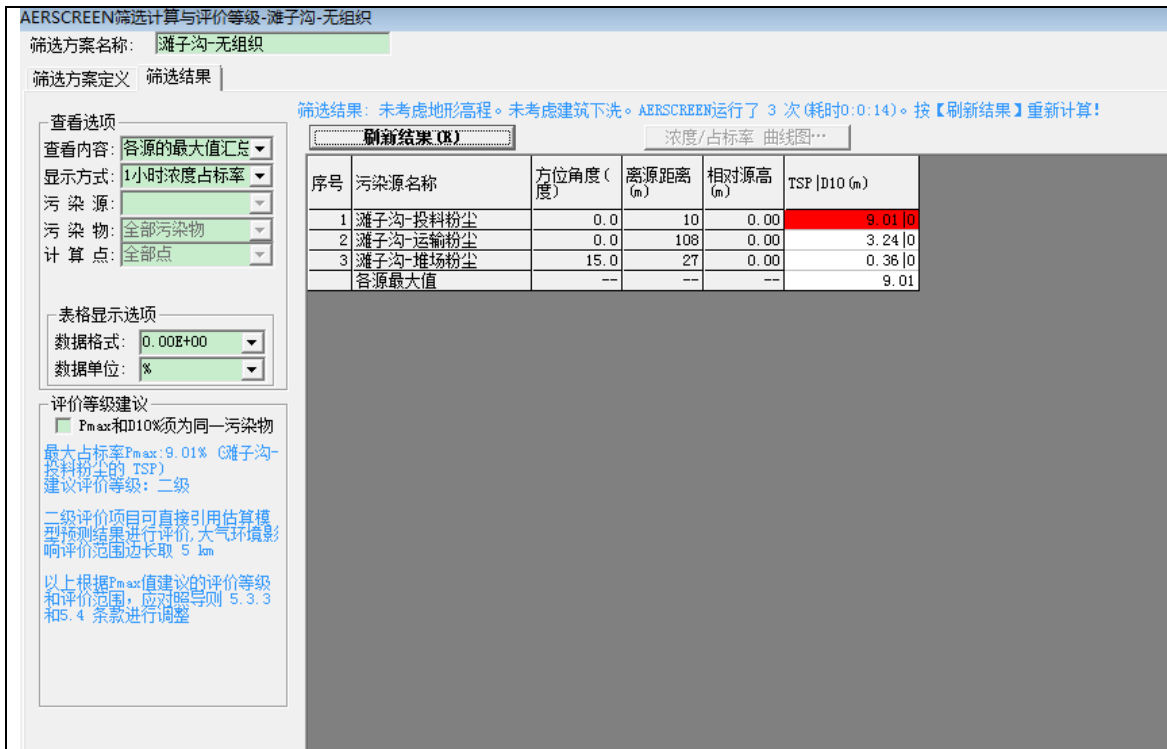 AERSCREEN筛选计算与评价等级-滩子沟-无组织
筛选方案名称: 滩子沟-无组织
筛选方案定义 筛选结果
筛选结果: 未考虑地形高程。未考虑建筑下洗。AERSCREEN运行了 3 次(耗时0:0:14)。按【刷新结果】重新计算!
查看选项
查看内容: 各源的最大值汇总
显示方式: 1小时浓度占标率
污 染 源:
污 染 物: 全部污染物
计 算 点: 全部点
表格显示选项
数据格式: 0.00E+00
数据单位: %
评价等级建议
Pmax和D10%须为同一污染物
最大占标率Pmax:9.01% (滩子沟-
投料粉尘的 TSP)
建议评价等级: 二级
二级评价项目可直接引用估算模
型预测结果进行评价,大气环境影
响评价范围边长取 5 km
以上根据Pmax值建议的评价等级
和评价范围,应对照导则 5.3.3
和5.4 条款进行调整
刷新结果(R) 浓度/占标率 曲线图…
序号 污染源名称 方位角度(度) 离源距离(m) 相对源高(m) TSP|D10(m)
1 滩子沟-投料粉尘 0.0 10 0.00 9.01|0
2 滩子沟-运输粉尘 0.0 108 0.00 3.24|0
3 滩子沟-堆场粉尘 15.0 27 0.00 0.36|0
各源最大值 -- -- -- 9.01